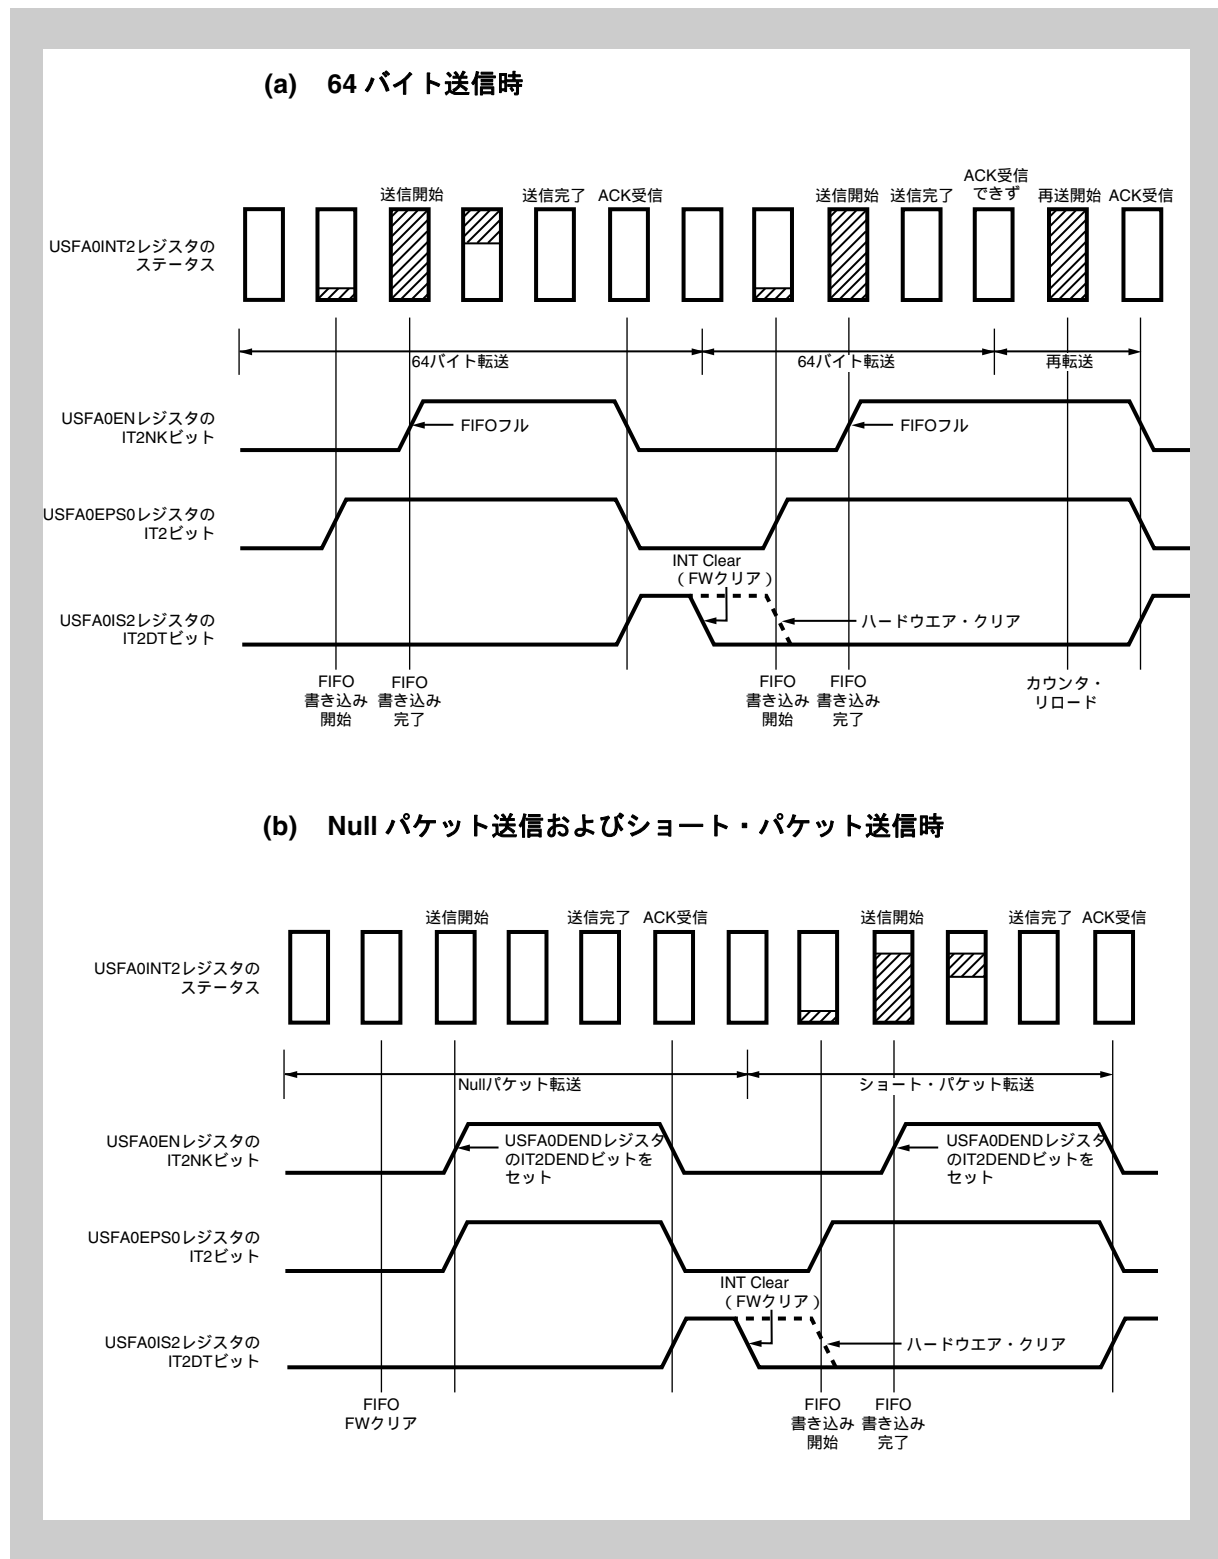 (a) 64 バイト送信時
送信開始
送信完了
ACK受信
送信開始
送信完了
ACK受信
できず
再送開始
ACK受信
USFA0INT2レジスタの
ステータス
64バイト転送
64バイト転送
再転送
USFA0ENレジスタの
IT2NKビット
FIFOフル
FIFOフル
USFA0EPS0レジスタの
IT2ビット
INT Clear
（FWクリア）
USFA0IS2レジスタの
IT2DTビット
ハードウエア・クリア
FIFO
書き込み
開始
FIFO
書き込み
完了
FIFO
書き込み
開始
FIFO
書き込み
完了
カウンタ・
リロード
(b) Null パケット送信およびショート・パケット送信時
送信開始
送信完了
ACK受信
送信開始
送信完了
ACK受信
USFA0INT2レジスタの
ステータス
Nullパケット転送
ショート・パケット転送
USFA0ENレジスタの
IT2NKビット
USFA0DENDレジスタ
のIT2DENDビットを
セット
USFA0DENDレジスタ
のIT2DENDビットを
セット
USFA0EPS0レジスタの
IT2ビット
INT Clear
（FWクリア）
USFA0IS2レジスタの
IT2DTビット
ハードウエア・クリア
FIFO
FWクリア
FIFO
書き込み
開始
FIFO
書き込み
完了